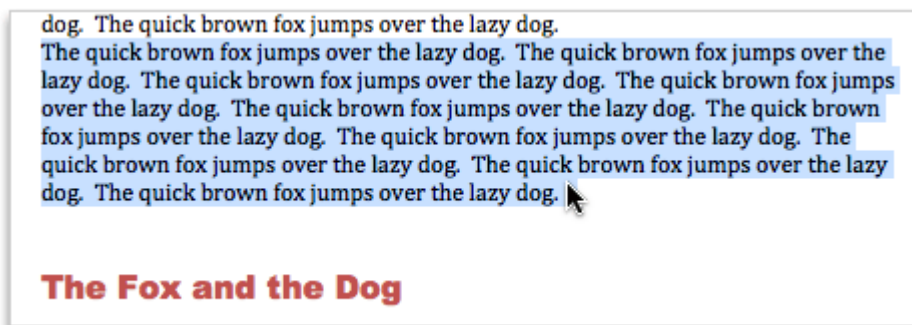 dog.  The quick brown fox jumps over the lazy dog.
The quick brown fox jumps over the lazy dog.  The quick brown fox jumps over the
lazy dog.  The quick brown fox jumps over the lazy dog.  The quick brown fox jumps
over the lazy dog.  The quick brown fox jumps over the lazy dog.  The quick brown
fox jumps over the lazy dog.  The quick brown fox jumps over the lazy dog.  The
quick brown fox jumps over the lazy dog.  The quick brown fox jumps over the lazy
dog.  The quick brown fox jumps over the lazy dog.
The Fox and the Dog